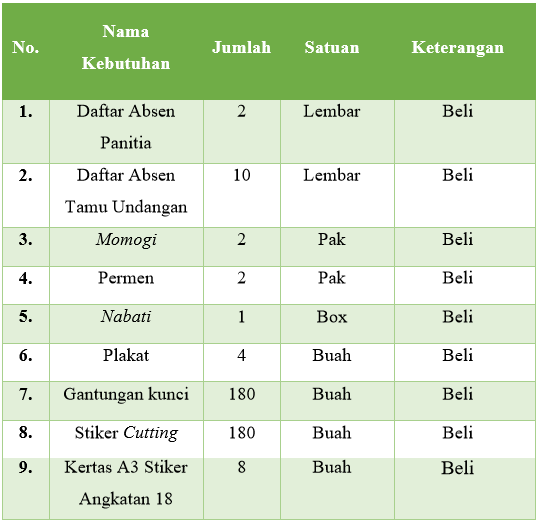 No. Nama Kebutuhan Jumlah Satuan Keterangan
1. Daftar Absen Panitia 2 Lembar Beli
2. Daftar Absen Tamu Undangan 10 Lembar Beli
3. Momogi 2 Pak Beli
4. Permen 2 Pak Beli
5. Nabati 1 Box Beli
6. Plakat 4 Buah Beli
7. Gantungan kunci 180 Buah Beli
8. Stiker Cutting 180 Buah Beli
9. Kertas A3 Stiker Angkatan 18 8 Buah Beli